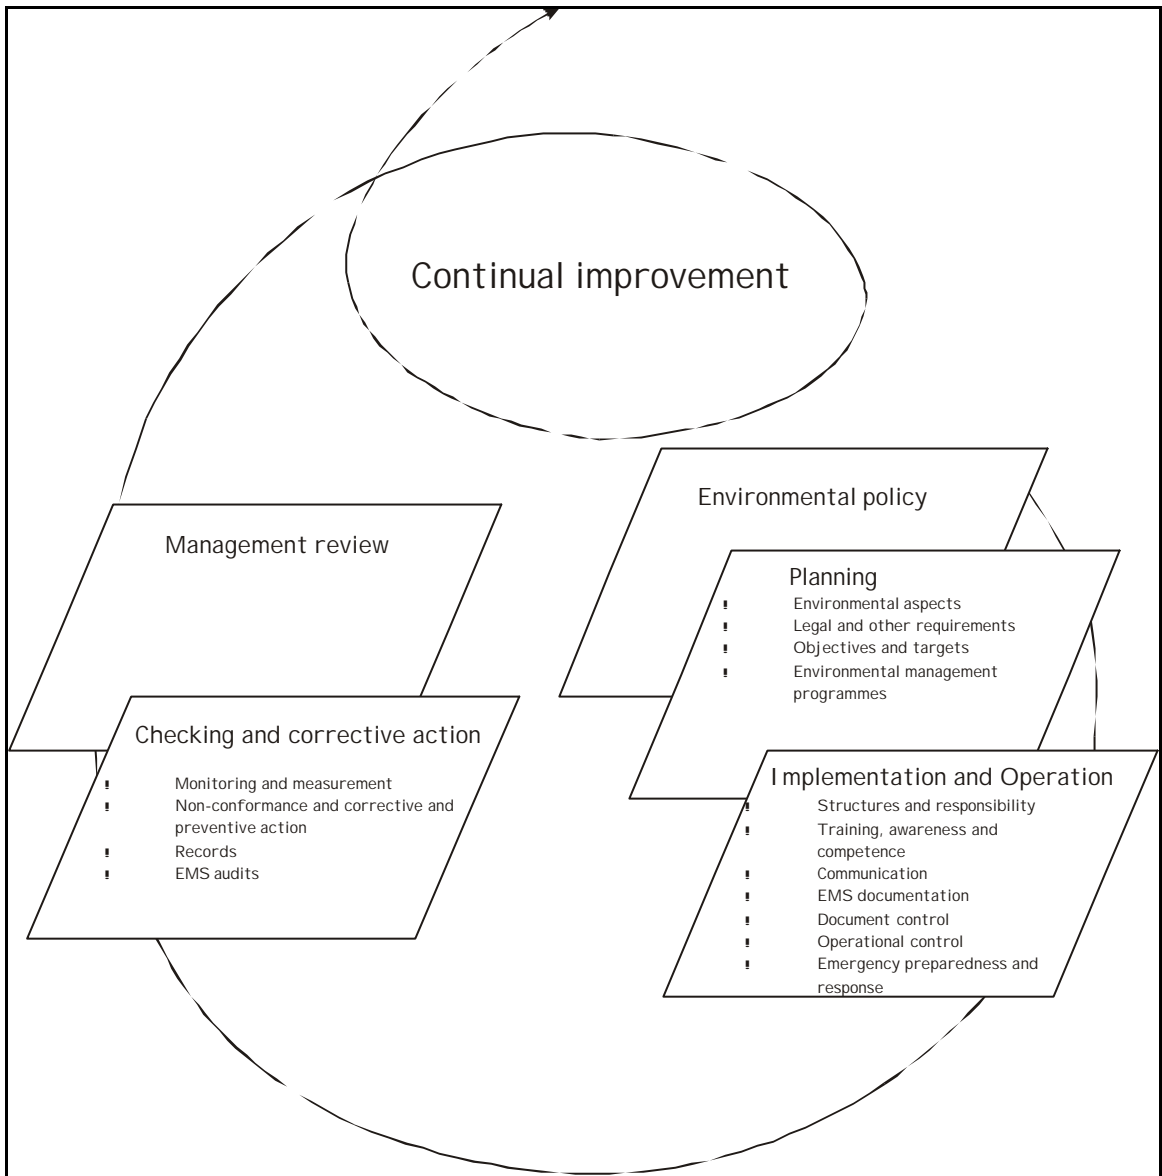 Continual improvement
Environmental policy
Planning
Environmental aspects
Legal and other requirements
Objectives and targets
Environmental management
programmes
Implementation and Operation
Structures and responsibility
Training, awareness and
competence
Communication
EMS documentation
Document control
Operational control
Emergency preparedness and
response
Management review
Checking and corrective action
Monitoring and measurement
Non-conformance and corrective and
preventive action
Records
EMS audits